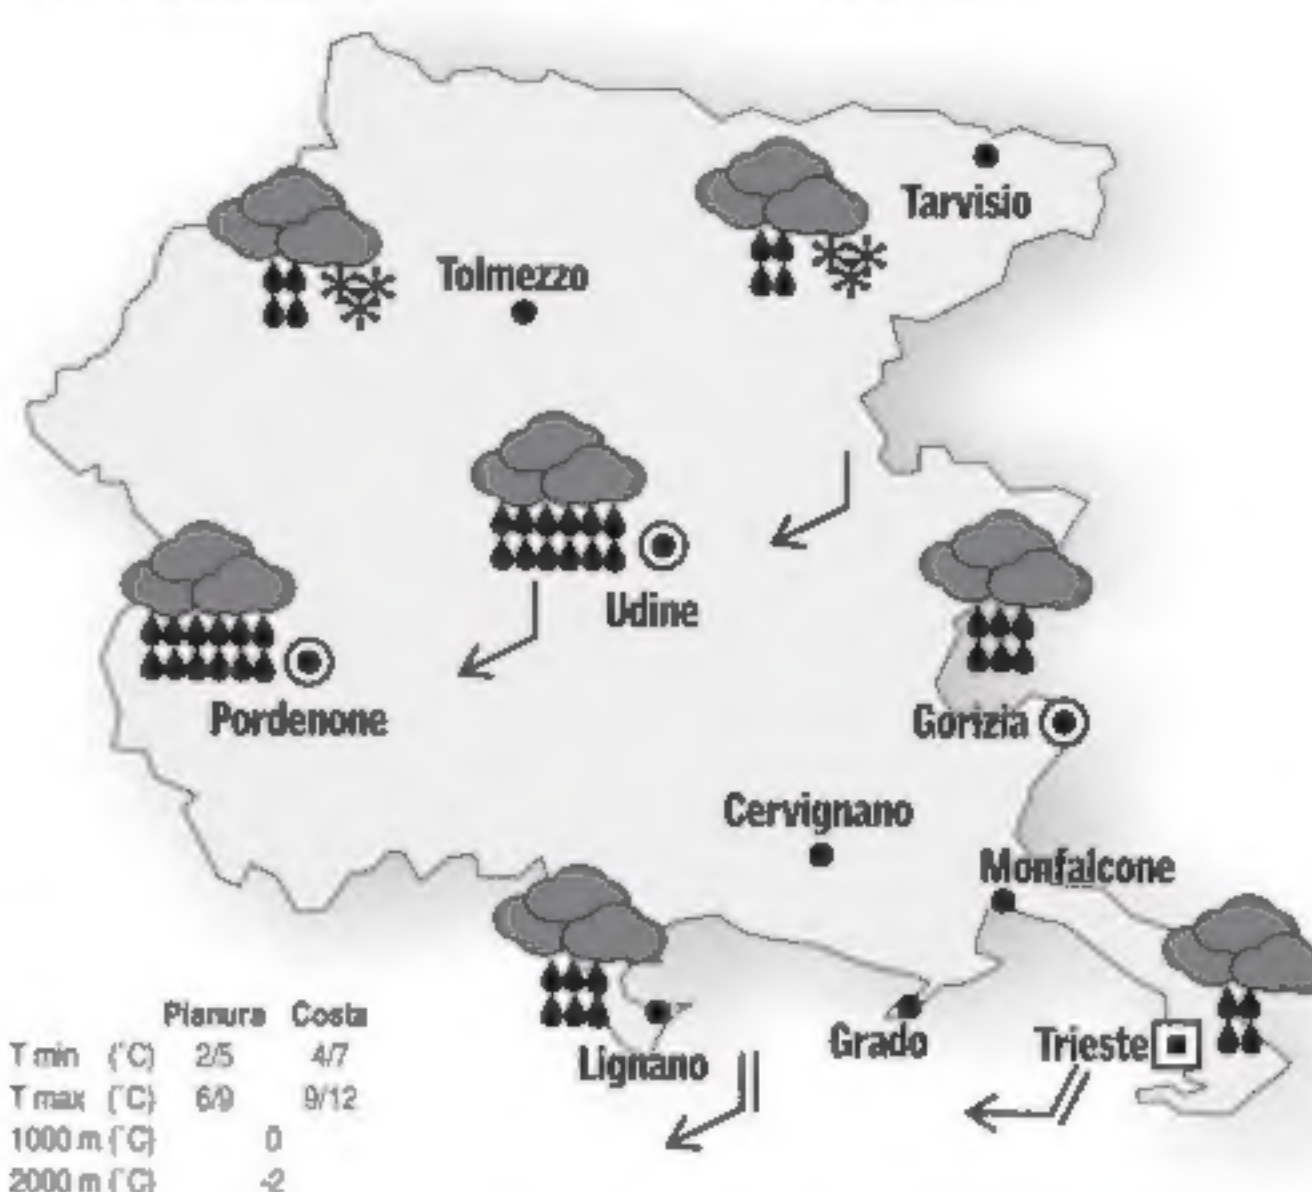 Tarvisio
Tolmezzo
Udine
Pordenone
Gorizia
Cervignano
Monfalcone
Grado
Trieste
Lignano
Pianura Costa
T min (°C) 2/5 4/7
T max (°C) 6/9 9/12
1000 m (°C) 0
2000 m (°C) -2